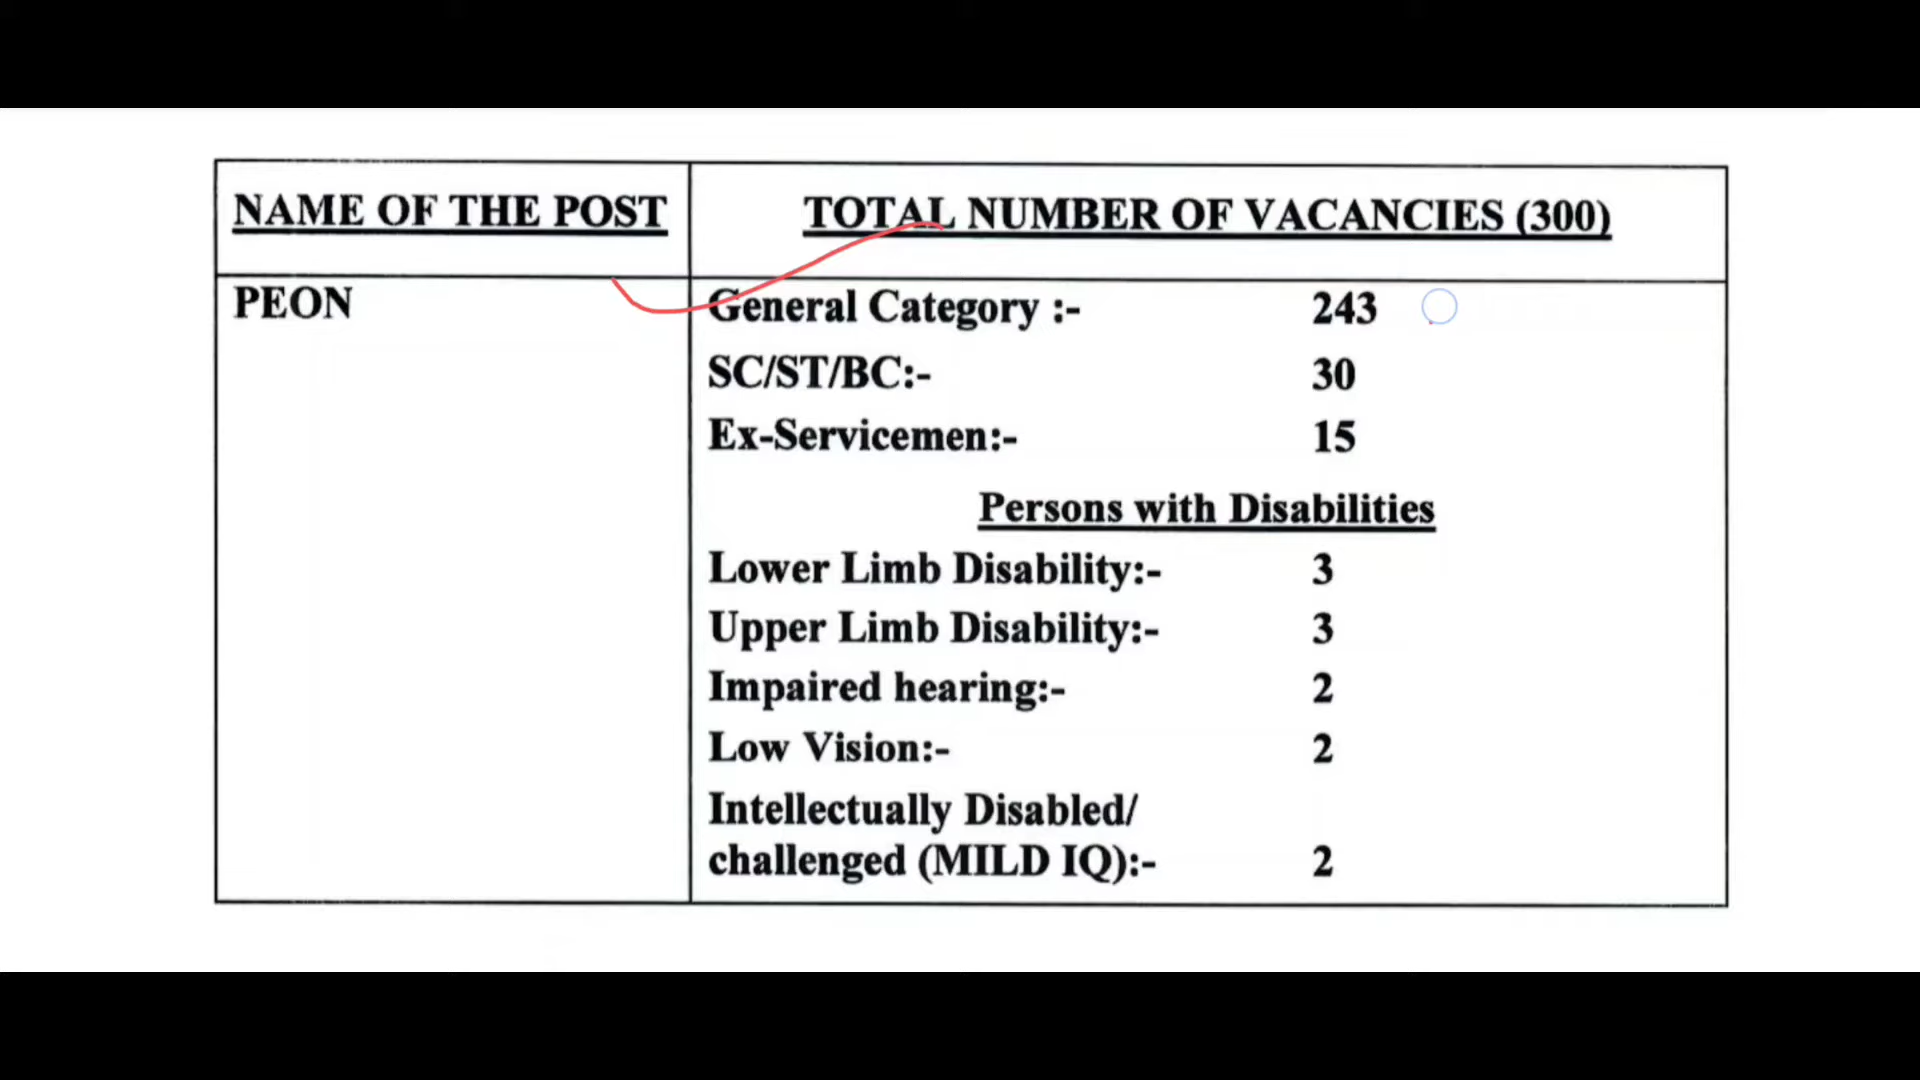 NAME OF THE POST
TOTAL NUMBER OF VACANCIES (300)
PEON
General Category :- 243
SC/ST/BC:- 30
Ex-Servicemen:- 15
Persons with Disabilities
Lower Limb Disability:- 3
Upper Limb Disability:- 3
Impaired hearing:- 2
Low Vision:- 2
Intellectually Disabled/
challenged (MILD IQ):- 2